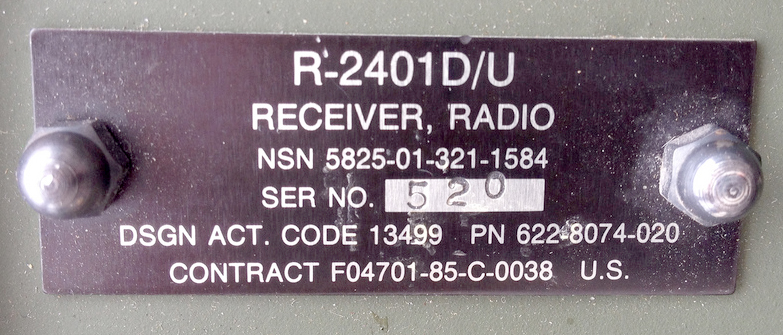 R-2401D/U
RECEIVER, RADIO
NSN 5825-01-321-1584
SER NO. 520
DSGN ACT. CODE 13499 PN 622-8074-020
CONTRACT F04701-85-C-0038 U.S.